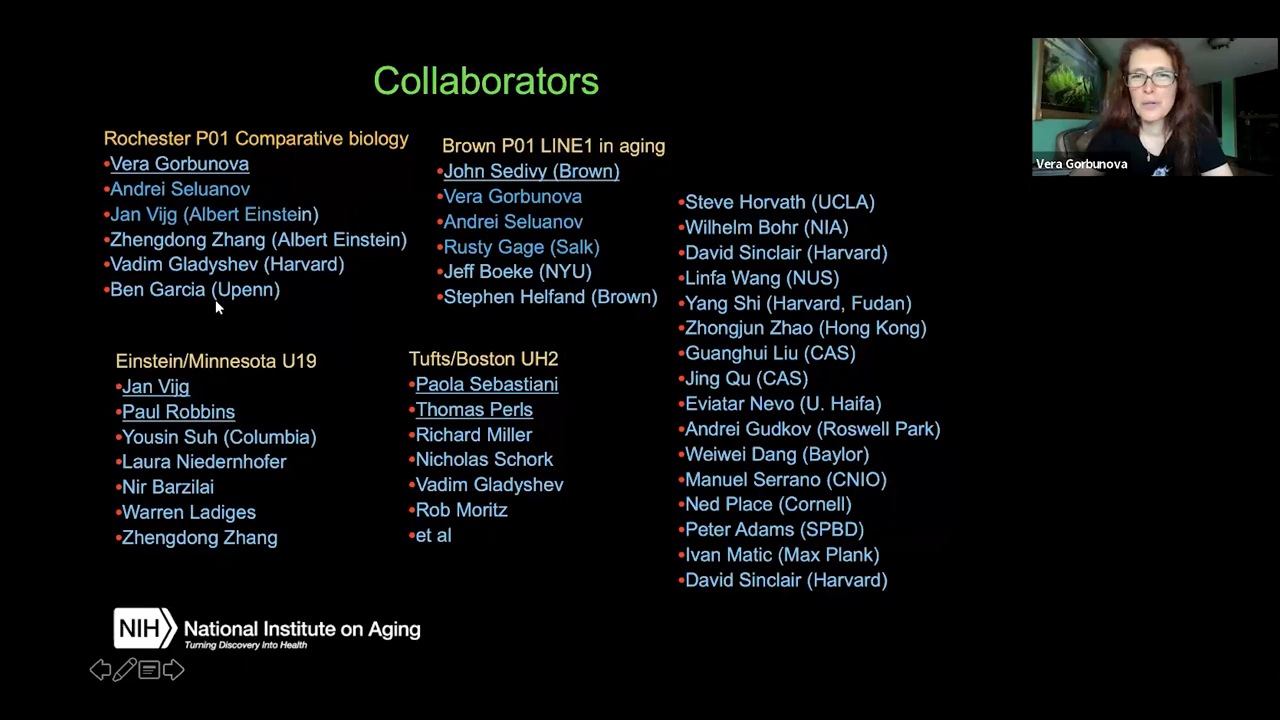 Collaborators
Rochester P01 Comparative biology
•Vera Gorbunova
•Andrei Seluanov
•Jan Vijg (Albert Einstein)
•Zhengdong Zhang (Albert Einstein)
•Vadim Gladyshev (Harvard)
•Ben Garcia (Upenn)
Brown P01 LINE1 in aging
•John Sedivy (Brown)
•Vera Gorbunova
•Andrei Seluanov
•Rusty Gage (Salk)
•Jeff Boeke (NYU)
•Stephen Helfand (Brown)
Einstein/Minnesota U19
•Jan Vijg
•Paul Robbins
•Yousin Suh (Columbia)
•Laura Niedernhofer
•Nir Barzilai
•Warren Ladiges
•Zhengdong Zhang
Tufts/Boston UH2
•Paola Sebastiani
•Thomas Perls
•Richard Miller
•Nicholas Schork
•Vadim Gladyshev
•Rob Moritz
•et al
•Steve Horvath (UCLA)
•Wilhelm Bohr (NIA)
•David Sinclair (Harvard)
•Linfa Wang (NUS)
•Yang Shi (Harvard, Fudan)
•Zhongjun Zhao (Hong Kong)
•Guanghui Liu (CAS)
•Jing Qu (CAS)
•Eviatar Nevo (U. Haifa)
•Andrei Gudkov (Roswell Park)
•Weiwei Dang (Baylor)
•Manuel Serrano (CNIO)
•Ned Place (Cornell)
•Peter Adams (SPBD)
•Ivan Matic (Max Plank)
•David Sinclair (Harvard)
Vera Gorbunova
NIH National Institute on Aging
Turning Discovery Into Health